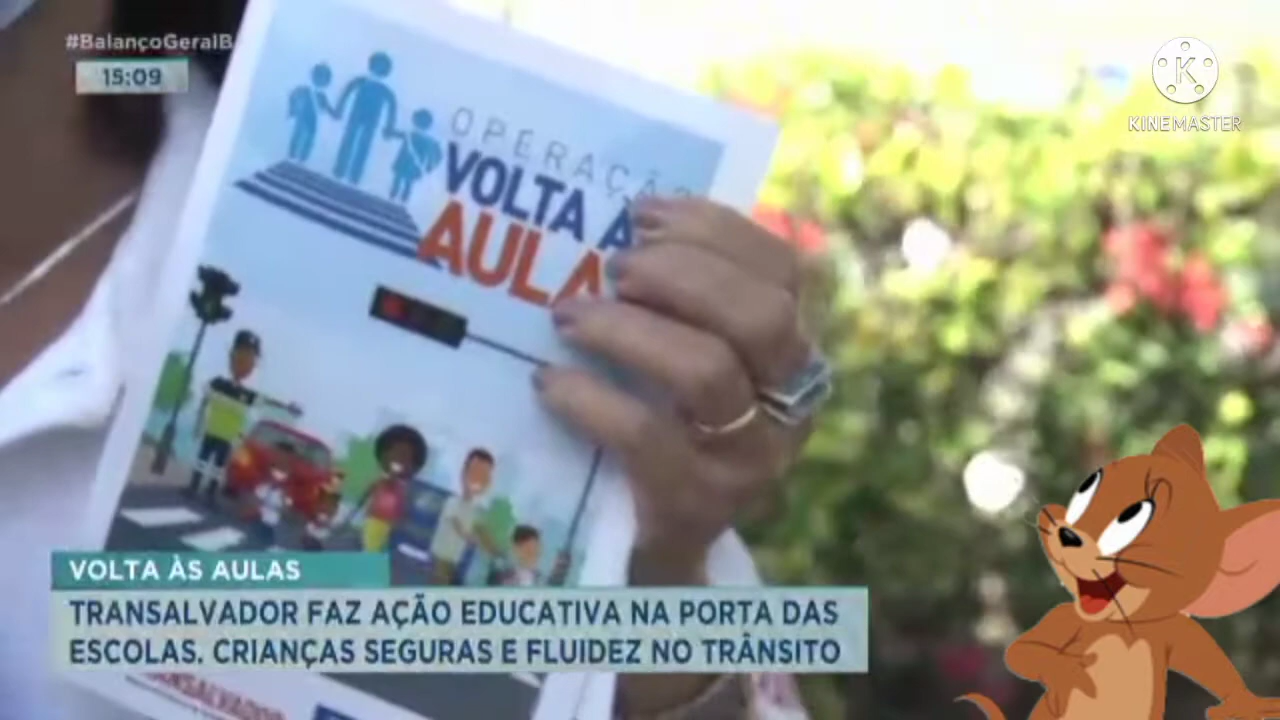 #BalançoGeralB
15:09
K
KINEMASTER
OPERAÇÃO
VOLTA À
AULA
VOLTA ÀS AULAS
TRANSALVADOR FAZ AÇÃO EDUCATIVA NA PORTA DAS
ESCOLAS. CRIANÇAS SEGURAS E FLUIDEZ NO TRÂNSITO